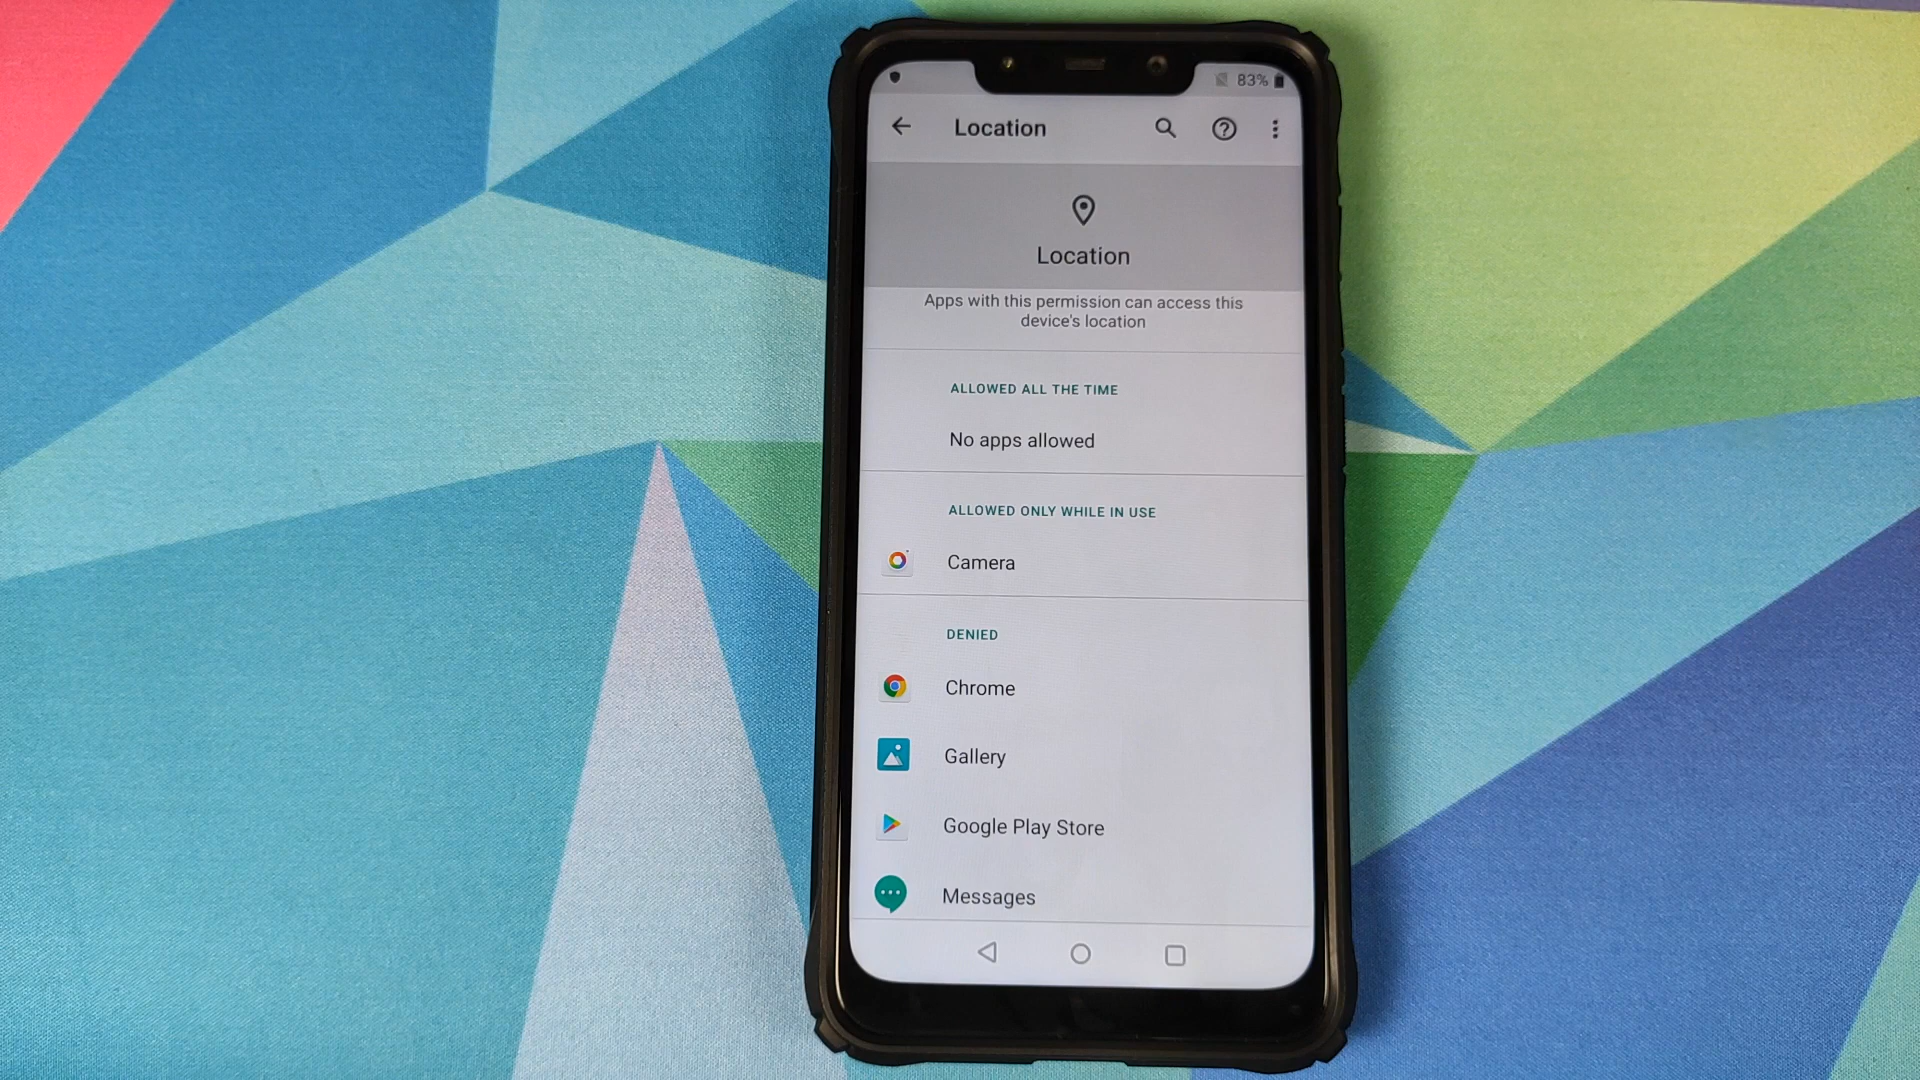 83%
Location
Location
Apps with this permission can access this
device's location
ALLOWED ALL THE TIME
No apps allowed
ALLOWED ONLY WHILE IN USE
Camera
DENIED
Chrome
Gallery
Google Play Store
Messages